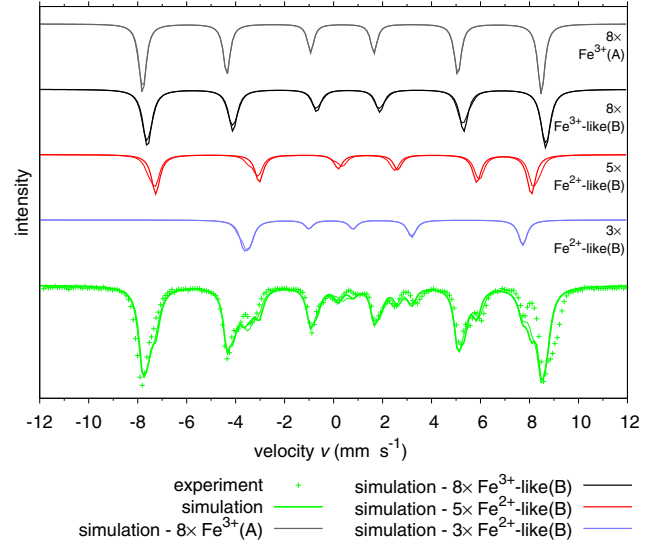 8×
Fe³⁺(A)
8×
Fe³⁺-like(B)
5×
Fe²⁺-like(B)
3×
Fe²⁺-like(B)
intensity
-12 -10 -8 -6 -4 -2 0 2 4 6 8 10 12
velocity v (mm s⁻¹)
experiment
simulation
simulation - 8× Fe³⁺(A)
simulation - 8× Fe³⁺-like(B)
simulation - 5× Fe²⁺-like(B)
simulation - 3× Fe²⁺-like(B)